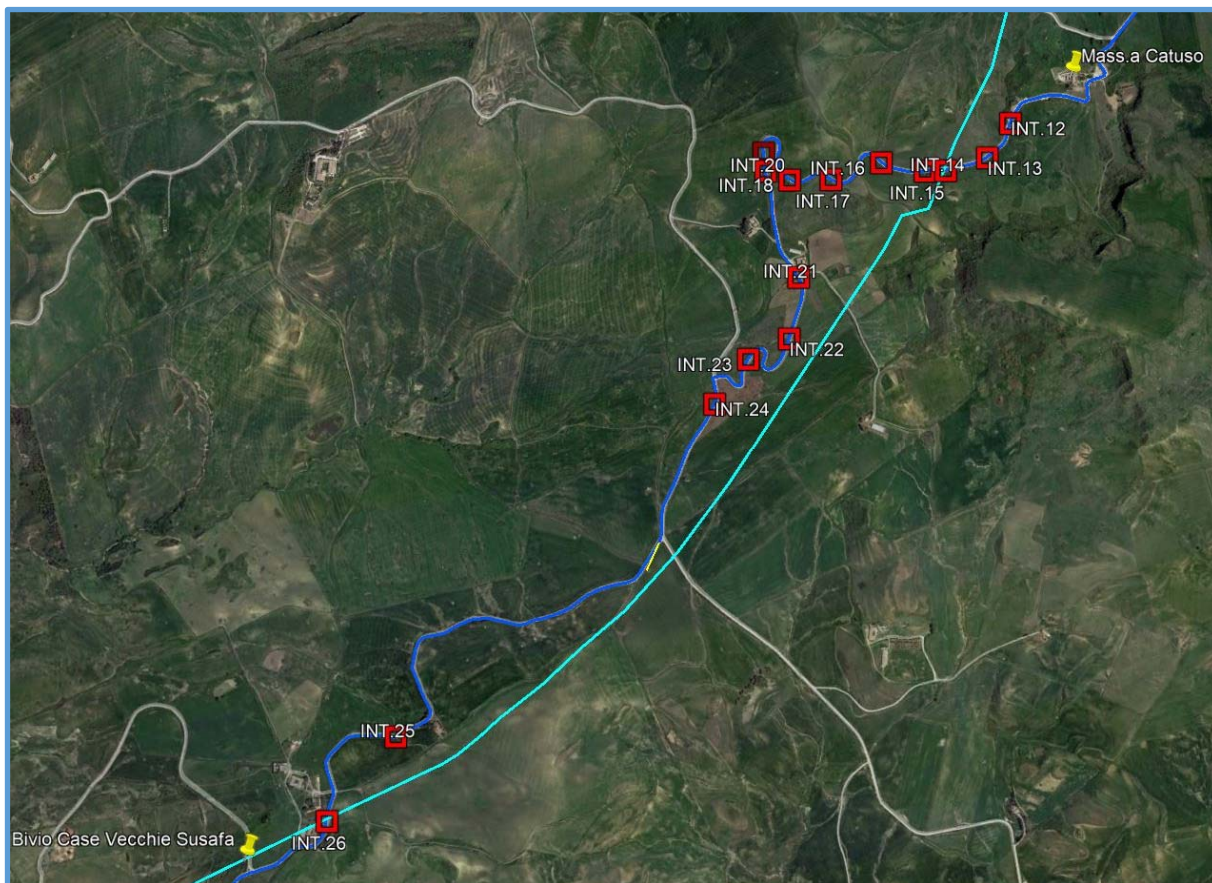 Mass.a Catuso
INT.12
INT.20
INT.16
INT.14
INT.13
INT.18
INT.17
INT.15
INT.21
INT.22
INT.23
INT.24
INT.25
Bivio Case Vecchie Susafa
INT.26